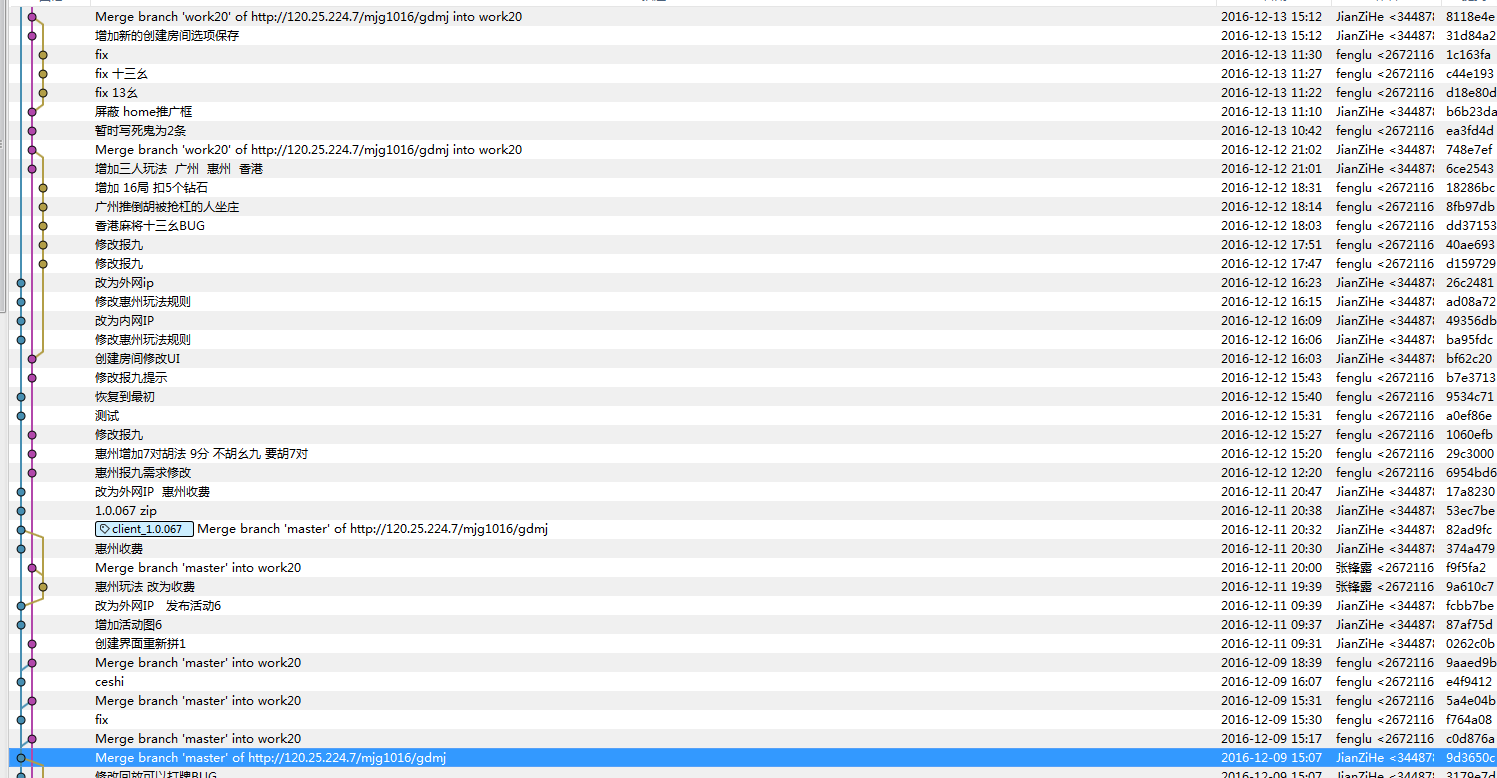 Merge branch 'work20' of http://120.25.224.7/mjg1016/gdmj into work20 2016-12-13 15:12 JianZiHe <34487 8118e4e
增加新的创建房间选项保存 2016-12-13 15:12 JianZiHe <34487 31d84a2
fix 2016-12-13 11:30 fenglu <2672116 1c163fa
fix 十三幺 2016-12-13 11:27 fenglu <2672116 c44e193
fix 13幺 2016-12-13 11:22 fenglu <2672116 d18e80d
屏蔽 home推广框 2016-12-13 11:10 JianZiHe <34487 b6b23da
暂时写死鬼为2条 2016-12-13 10:42 fenglu <2672116 ea3fd4d
Merge branch 'work20' of http://120.25.224.7/mjg1016/gdmj into work20 2016-12-12 21:02 JianZiHe <34487 748e7ef
增加三人玩法 广州 惠州 香港 2016-12-12 21:01 JianZiHe <34487 6ce2543
增加 16局 扣5个钻石 2016-12-12 18:31 fenglu <2672116 18286bc
广州推倒胡被抢杠的人坐庄 2016-12-12 18:14 fenglu <2672116 8fb97db
香港麻将十三幺BUG 2016-12-12 18:03 fenglu <2672116 dd37153
修改报九 2016-12-12 17:51 fenglu <2672116 40ae693
修改报九 2016-12-12 17:47 fenglu <2672116 d159729
改为外网ip 2016-12-12 16:23 JianZiHe <34487 26c2481
修改惠州玩法规则 2016-12-12 16:15 JianZiHe <34487 ad08a72
改为内网IP 2016-12-12 16:09 JianZiHe <34487 49356db
修改惠州玩法规则 2016-12-12 16:06 JianZiHe <34487 ba95fdc
创建房间修改UI 2016-12-12 16:03 JianZiHe <34487 bf62c20
修改报九提示 2016-12-12 15:43 fenglu <2672116 b7e3713
恢复到最初 2016-12-12 15:40 fenglu <2672116 9534c71
测试 2016-12-12 15:31 fenglu <2672116 a0ef86e
修改报九 2016-12-12 15:27 fenglu <2672116 1060efb
惠州增加7对胡法 9分 不胡幺九 要胡7对 2016-12-12 15:20 fenglu <2672116 29c3000
惠州报九需求修改 2016-12-12 12:20 fenglu <2672116 6954bd6
改为外网IP 惠州收费 2016-12-11 20:47 JianZiHe <34487 17a8230
1.0.067 zip 2016-12-11 20:38 JianZiHe <34487 53ec7be
client_1.0.067 Merge branch 'master' of http://120.25.224.7/mjg1016/gdmj 2016-12-11 20:32 JianZiHe <34487 82ad9fc
惠州收费 2016-12-11 20:30 JianZiHe <34487 374a479
Merge branch 'master' into work20 2016-12-11 20:00 张锋露 <2672116 f9f5fa2
惠州玩法 改为收费 2016-12-11 19:39 张锋露 <2672116 9a610c7
改为外网IP 发布活动6 2016-12-11 09:39 JianZiHe <34487 fcbb7be
增加活动图6 2016-12-11 09:37 JianZiHe <34487 87af75d
创建界面重新拼1 2016-12-11 09:31 JianZiHe <34487 0262c0b
Merge branch 'master' into work20 2016-12-09 18:39 fenglu <2672116 9aaed9b
ceshi 2016-12-09 16:07 fenglu <2672116 e4f9412
Merge branch 'master' into work20 2016-12-09 15:31 fenglu <2672116 5a4e04b
fix 2016-12-09 15:30 fenglu <2672116 f764a08
Merge branch 'master' into work20 2016-12-09 15:17 fenglu <2672116 c0d876a
Merge branch 'master' of http://120.25.224.7/mjg1016/gdmj 2016-12-09 15:07 JianZiHe <34487 9d3650c
修改回放可以打牌BUG 2016-12-09 15:07 JianZiHe <34487 3179e7d